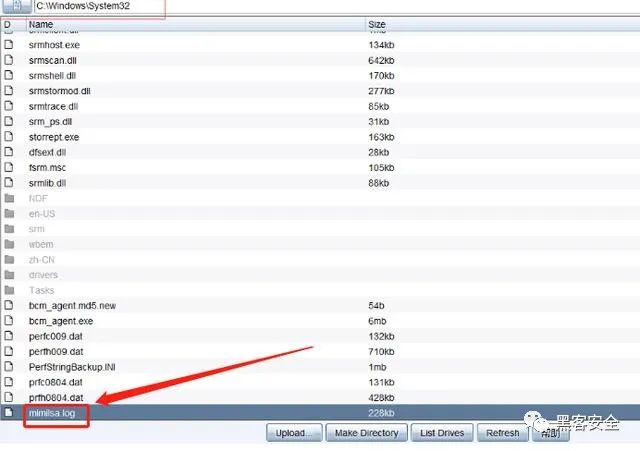 C:\Windows\System32
D Name Size
srmhost.exe 134kb
srmscan.dll 642kb
srmshell.dll 170kb
srmstormod.dll 277kb
srmtrace.dll 85kb
srm_ps.dll 31kb
storrept.exe 163kb
dfsext.dll 28kb
fsrm.msc 105kb
srmlib.dll 88kb
NDF
en-US
srm
wbem
zh-CN
drivers
Tasks
bcm_agent.md5.new 54b
bcm_agent.exe 6mb
perfc009.dat 132kb
perfh009.dat 710kb
PerfStringBackup.INI 1mb
prfc0804.dat 131kb
prfh0804.dat 428kb
mimilsa.log 228kb
Upload... Make Directory List Drives Refresh 帮助
黑客安全